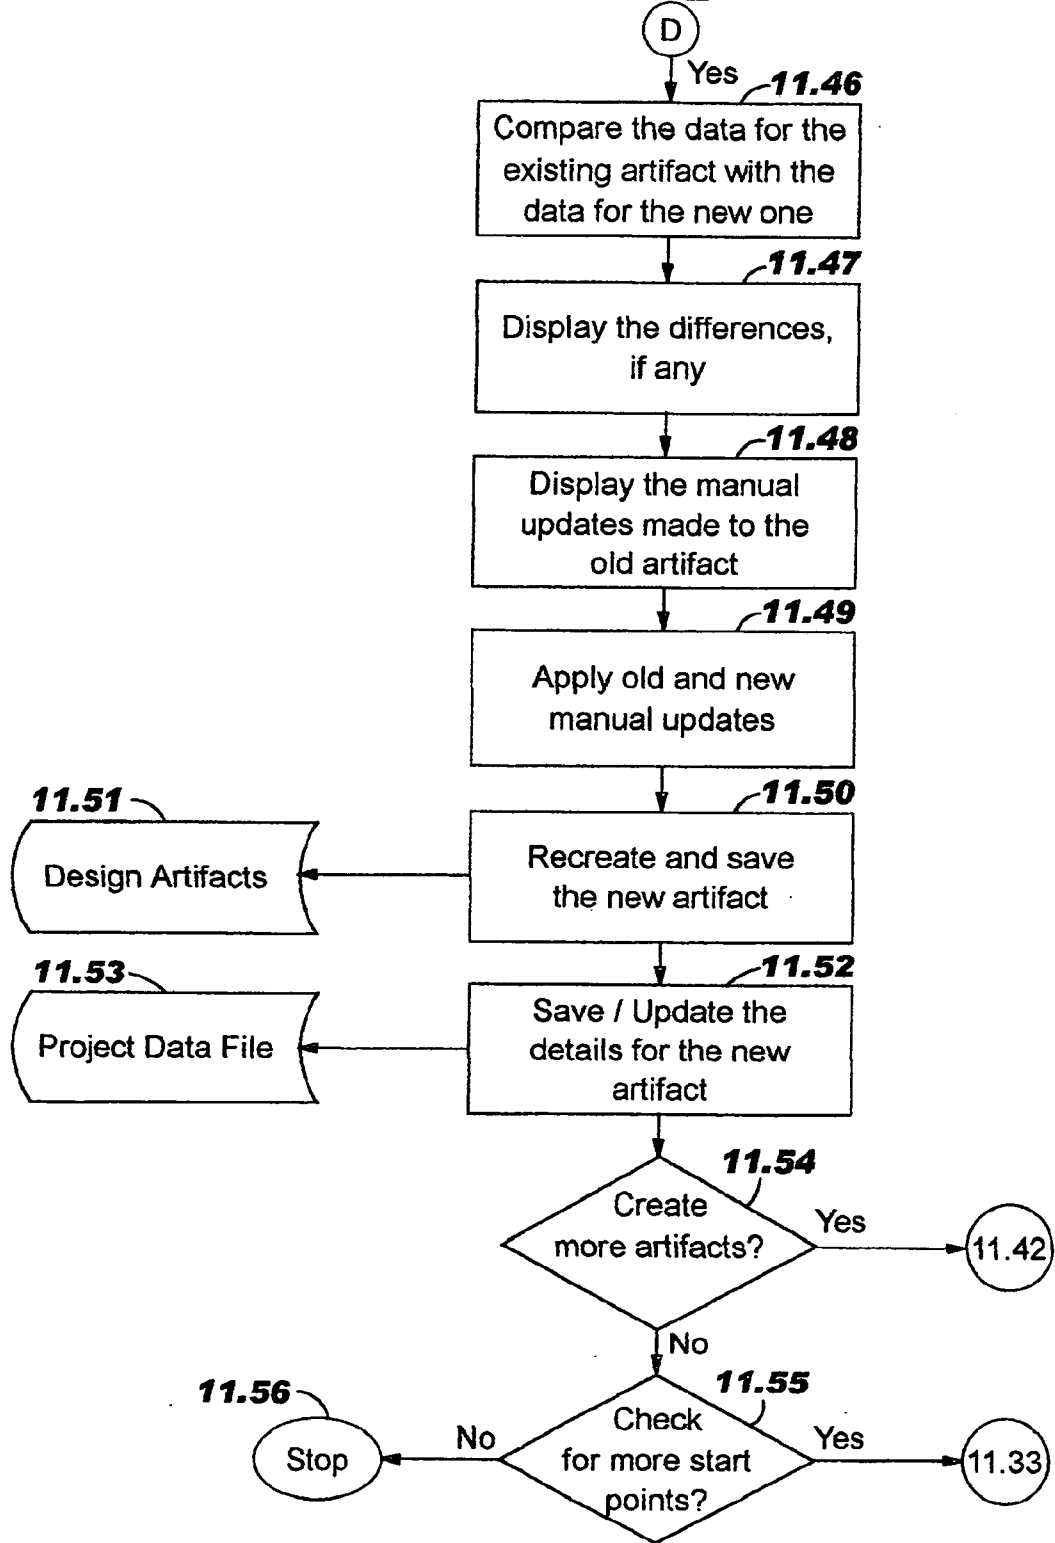 D
Yes
11.46
Compare the data for the
existing artifact with the
data for the new one
11.47
Display the differences,
if any
11.48
Display the manual
updates made to the
old artifact
11.49
Apply old and new
manual updates
11.50
Recreate and save
the new artifact
11.51
Design Artifacts
11.52
Save / Update the
details for the new
artifact
11.53
Project Data File
11.54
Create
more artifacts?
Yes
11.42
No
11.55
Check
for more start
points?
Yes
11.33
No
11.56
Stop